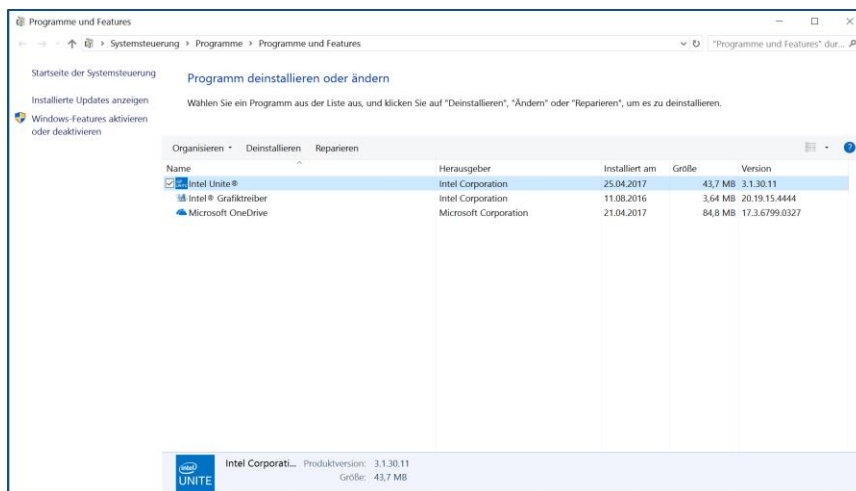 Programme und Features
Systemsteuerung > Programme > Programme und Features
"Programme und Features" dur...
Startseite der Systemsteuerung
Installierte Updates anzeigen
Windows-Features aktivieren oder deaktivieren
Programm deinstallieren oder ändern
Wählen Sie ein Programm aus der Liste aus, und klicken Sie auf "Deinstallieren", "Ändern" oder "Reparieren", um es zu deinstallieren.
Organisieren Deinstallieren Reparieren
Name Herausgeber Installiert am Größe Version
Intel Unite® Intel Corporation 25.04.2017 43,7 MB 3.1.30.11
Intel® Grafiktreiber Intel Corporation 11.08.2016 3,64 MB 20.19.15.4444
Microsoft OneDrive Microsoft Corporation 21.04.2017 84,8 MB 17.3.6799.0327
intel UNITE
Intel Corporati... Produktversion: 3.1.30.11
Größe: 43,7 MB